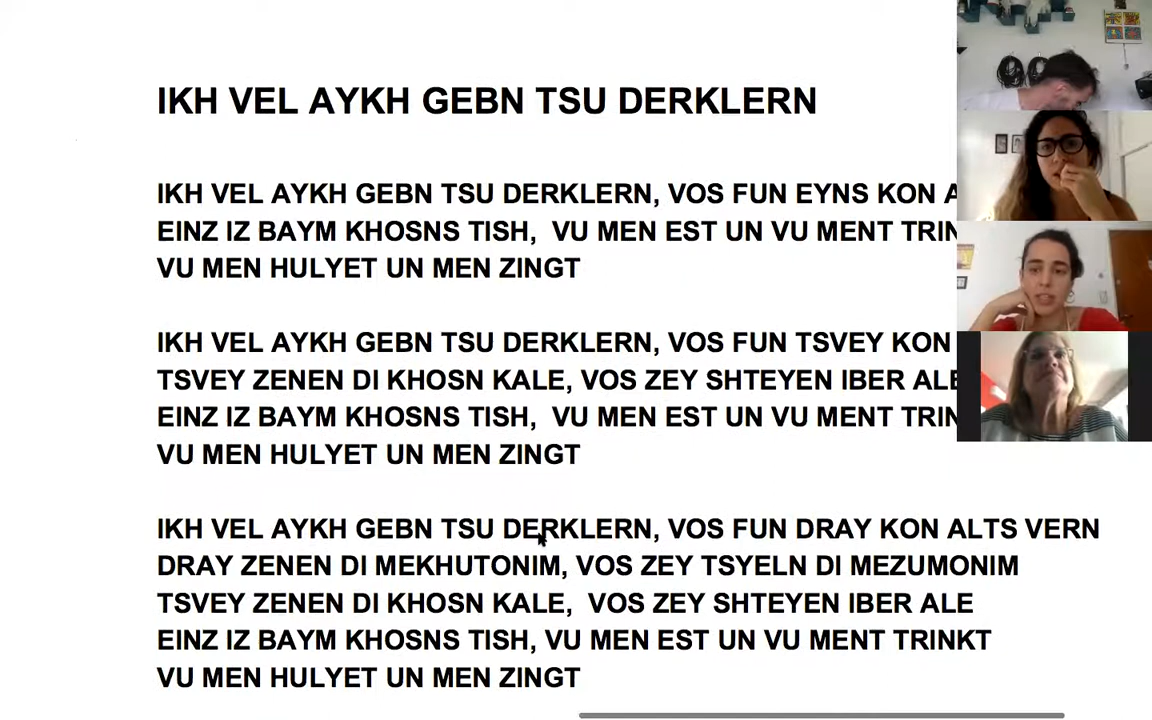 IKH VEL AYKH GEBN TSU DERKLERN
IKH VEL AYKH GEBN TSU DERKLERN, VOS FUN EYNS KON
EINZ IZ BAYM KHOSNS TISH, VU MEN EST UN VU MENT
VU MEN HULYET UN MEN ZINGT
IKH VEL AYKH GEBN TSU DERKLERN, VOS FUN TSVEY KON
TSVEY ZENEN DI KHOSN KALE, VOS ZEY SHTEYEN IBER
EINZ IZ BAYM KHOSNS TISH, VU MEN EST UN VU MENT
VU MEN HULYET UN MEN ZINGT
IKH VEL AYKH GEBN TSU DERKLERN, VOS FUN DRAY KON ALTS VERN
DRAY ZENEN DI MEKHUTONIM, VOS ZEY TSYELN DI MEZUMONIM
TSVEY ZENEN DI KHOSN KALE, VOS ZEY SHTEYEN IBER ALE
EINZ IZ BAYM KHOSNS TISH, VU MEN EST UN VU MENT TRINKT
VU MEN HULYET UN MEN ZINGT